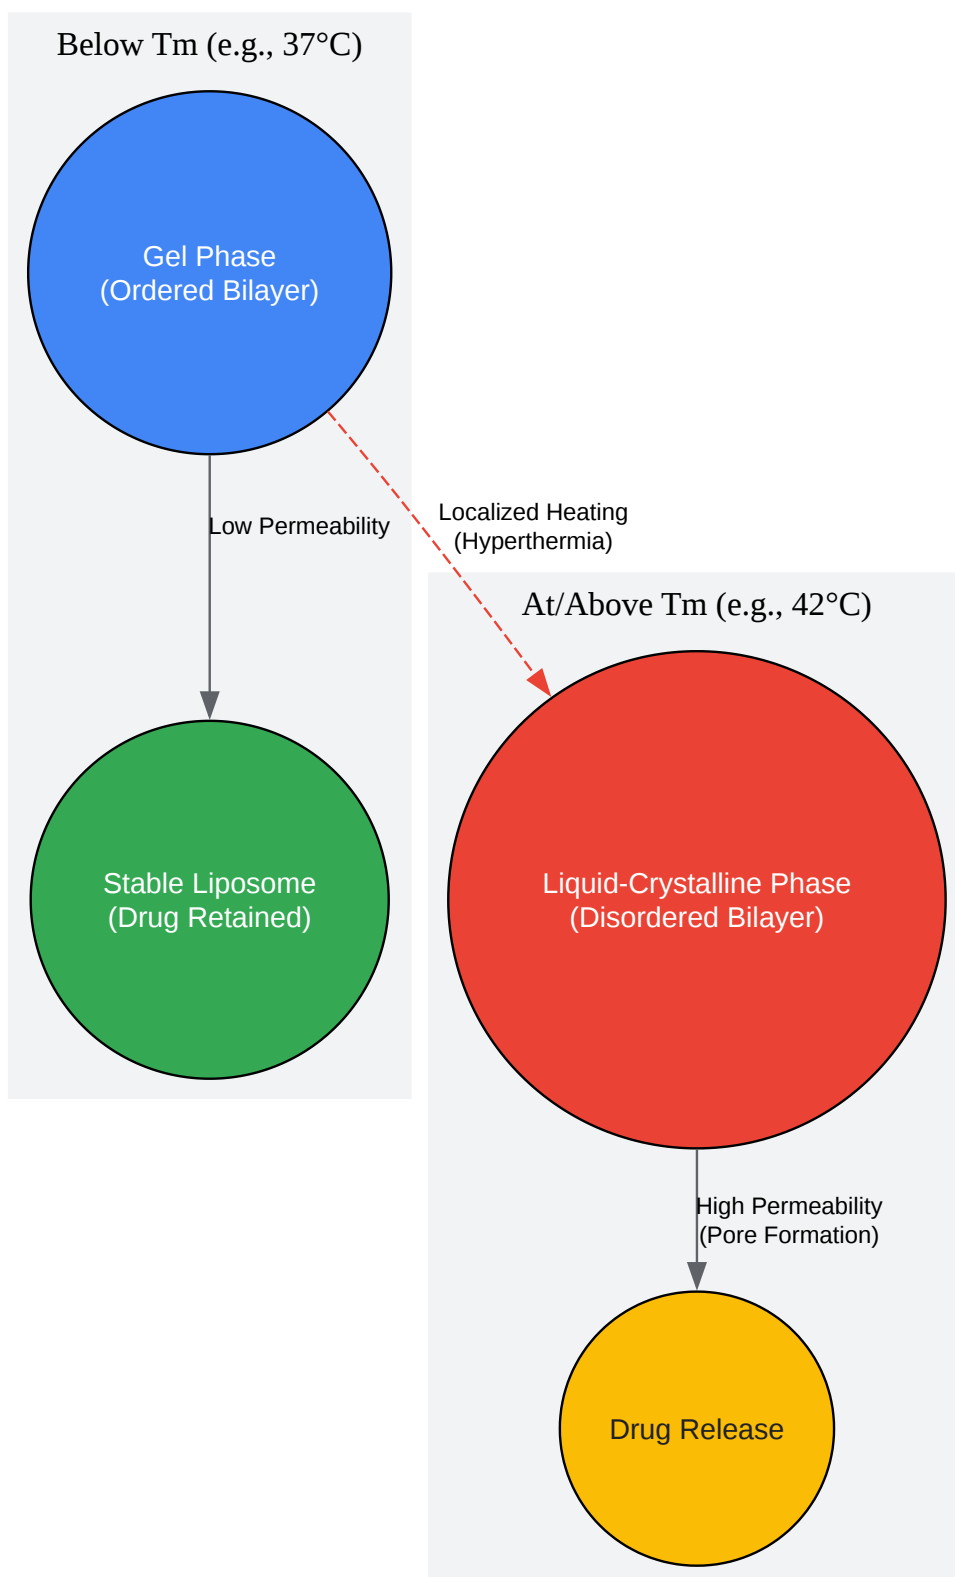 Below Tm (e.g., 37°C)
Gel Phase
(Ordered Bilayer)
Low Permeability
Localized Heating
(Hyperthermia)
At/Above Tm (e.g., 42°C)
Stable Liposome
(Drug Retained)
Liquid-Crystalline Phase
(Disordered Bilayer)
High Permeability
(Pore Formation)
Drug Release